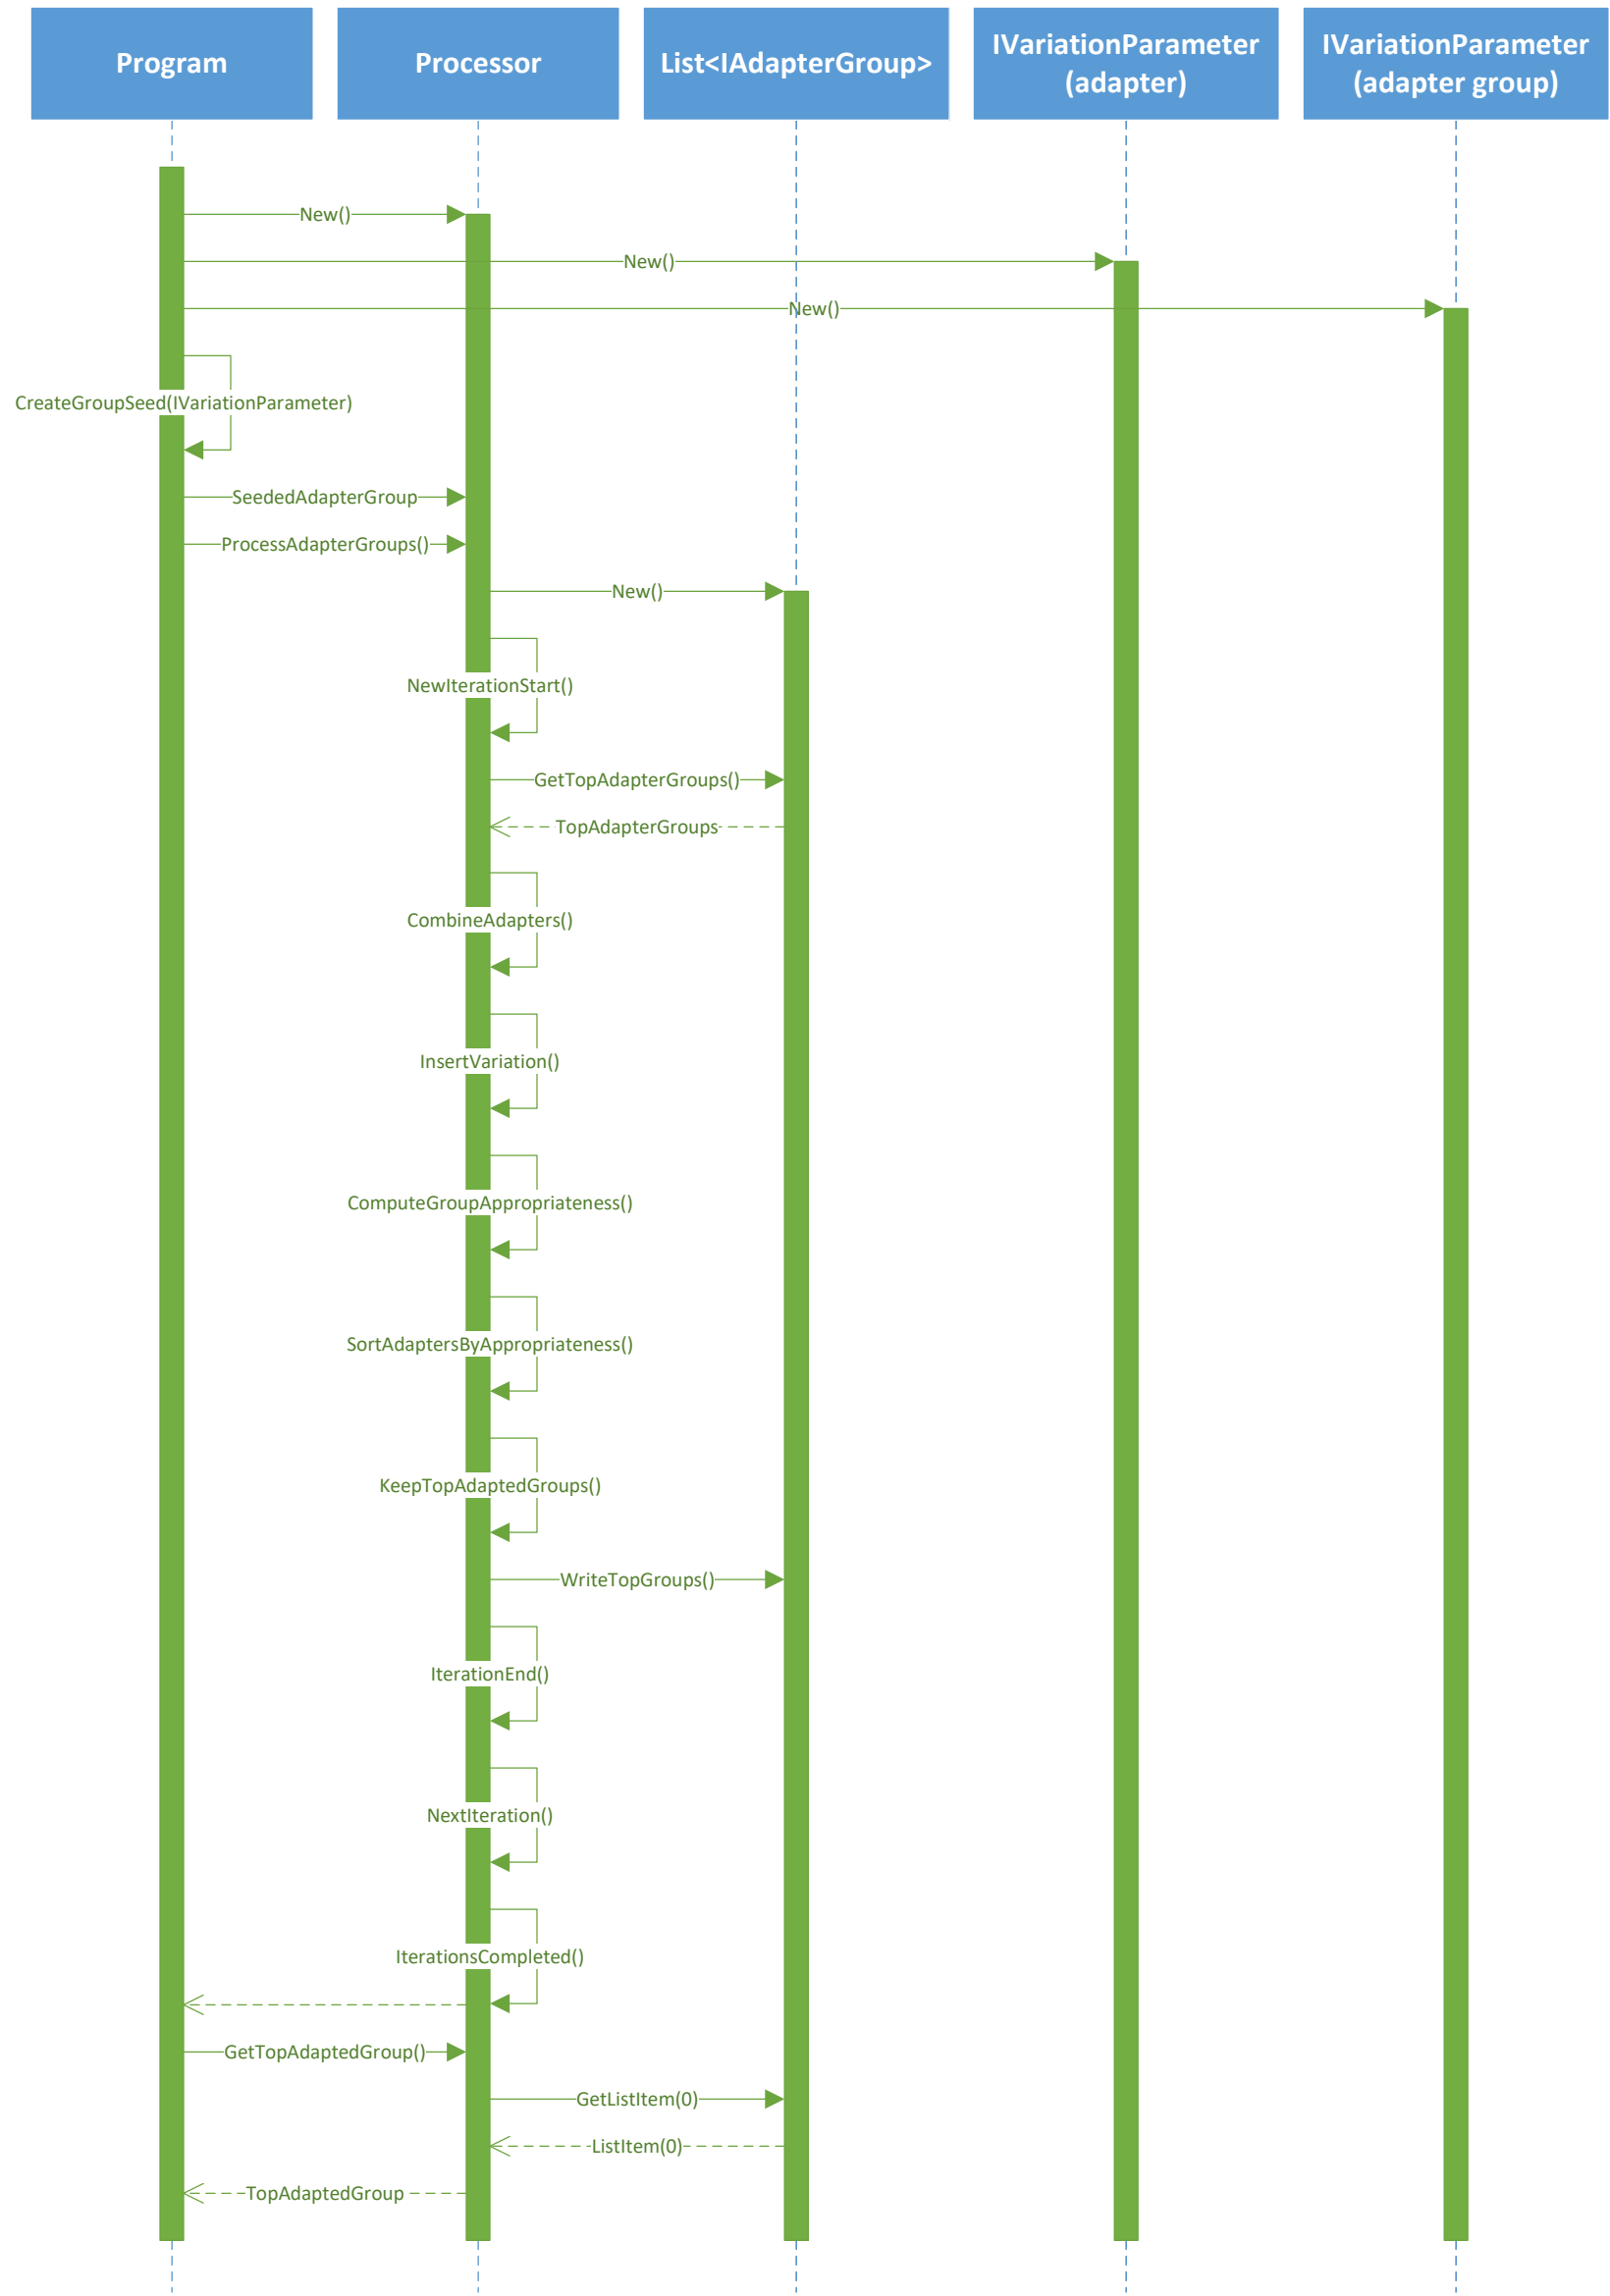 Program
Processor
List<IAdapterGroup>
IVariationParameter
(adapter)
IVariationParameter
(adapter group)
New()
New()
New()
CreateGroupSeed(IVariationParameter)
SeededAdapterGroup
ProcessAdapterGroups()
New()
NewIterationStart()
GetTopAdapterGroups()
TopAdapterGroups
CombineAdapters()
InsertVariation()
ComputeGroupAppropriateness()
SortAdaptersByAppropriateness()
KeepTopAdaptedGroups()
WriteTopGroups()
IterationEnd()
NextIteration()
IterationsCompleted()
GetTopAdaptedGroup()
GetListItem(0)
ListItem(0)
TopAdaptedGroup